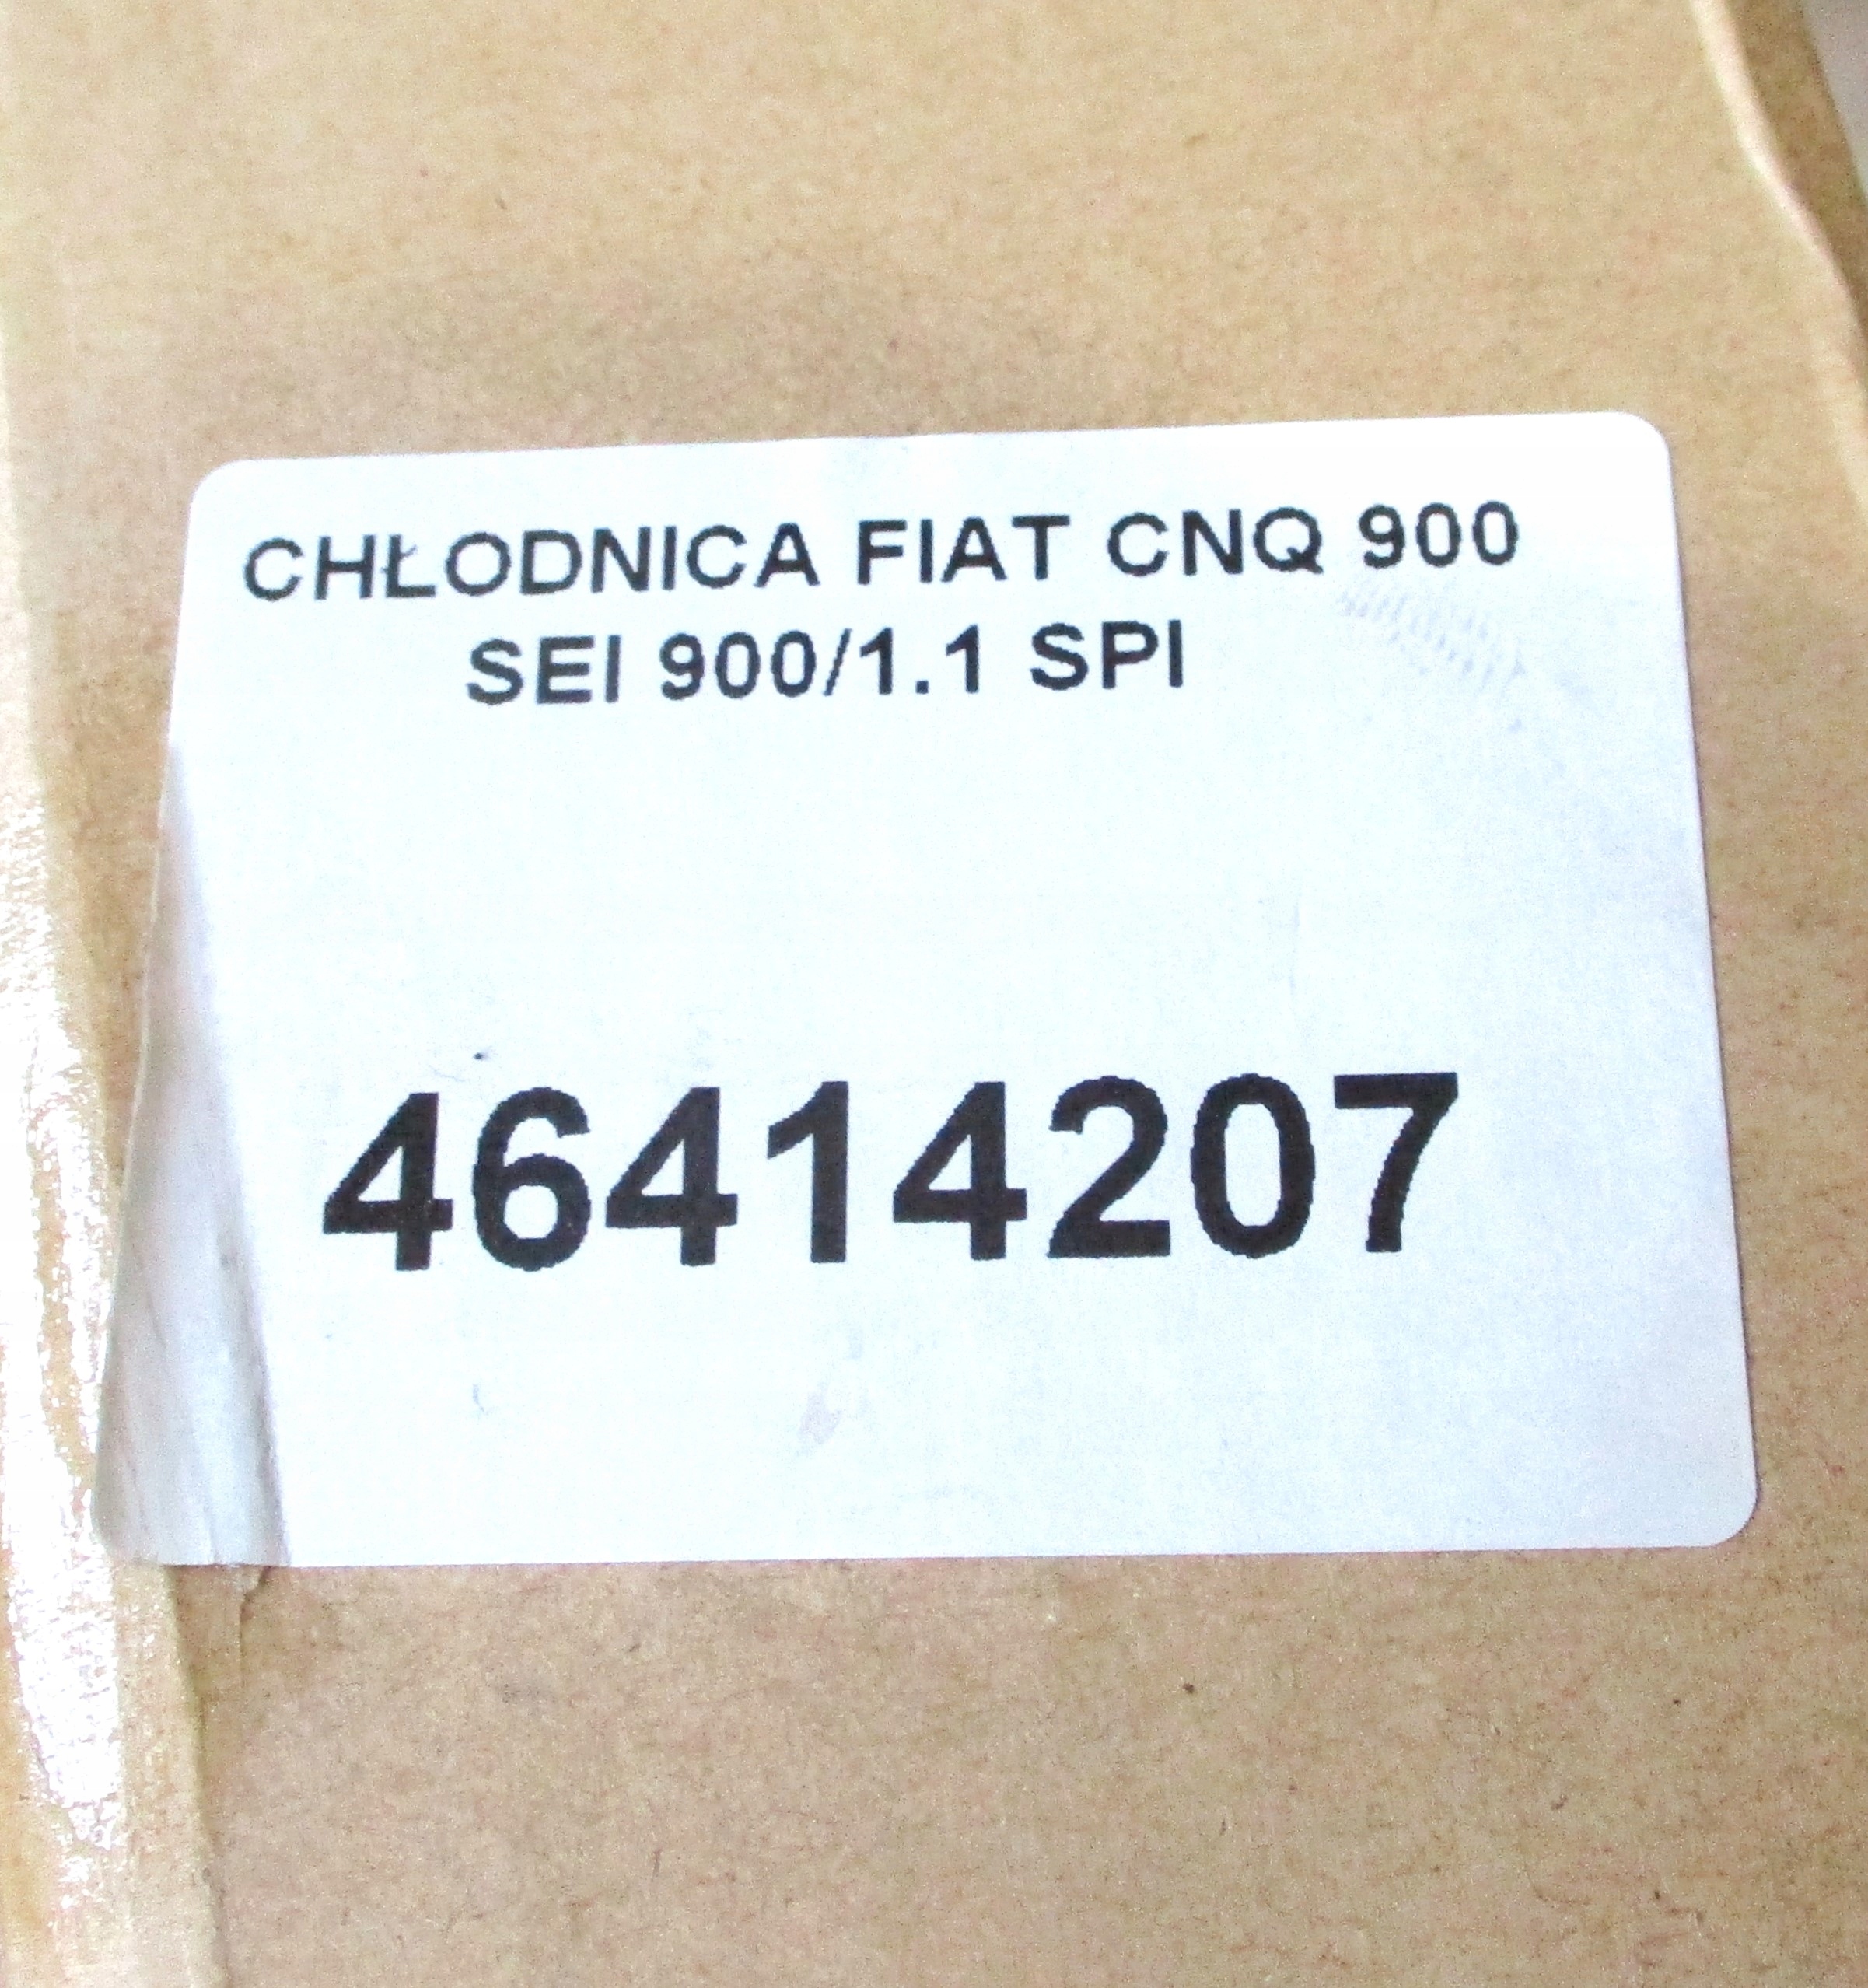 CHŁODNICA FIAT CNQ 900
SEI 900/1.1 SPI
46414207